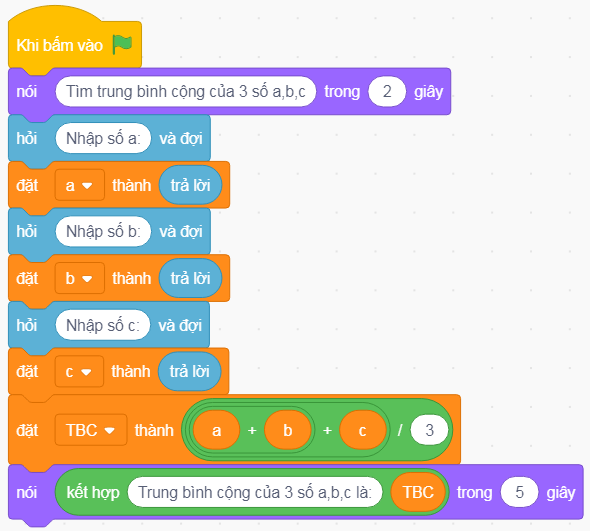 Khi bấm vào
nói Tìm trung bình cộng của 3 số a,b,c trong 2 giây
hỏi Nhập số a: và đợi
đặt a thành trả lời
hỏi Nhập số b: và đợi
đặt b thành trả lời
hỏi Nhập số c: và đợi
đặt c thành trả lời
đặt TBC thành a + b + c / 3
nói kết hợp Trung bình cộng của 3 số a,b,c là: TBC trong 5 giây